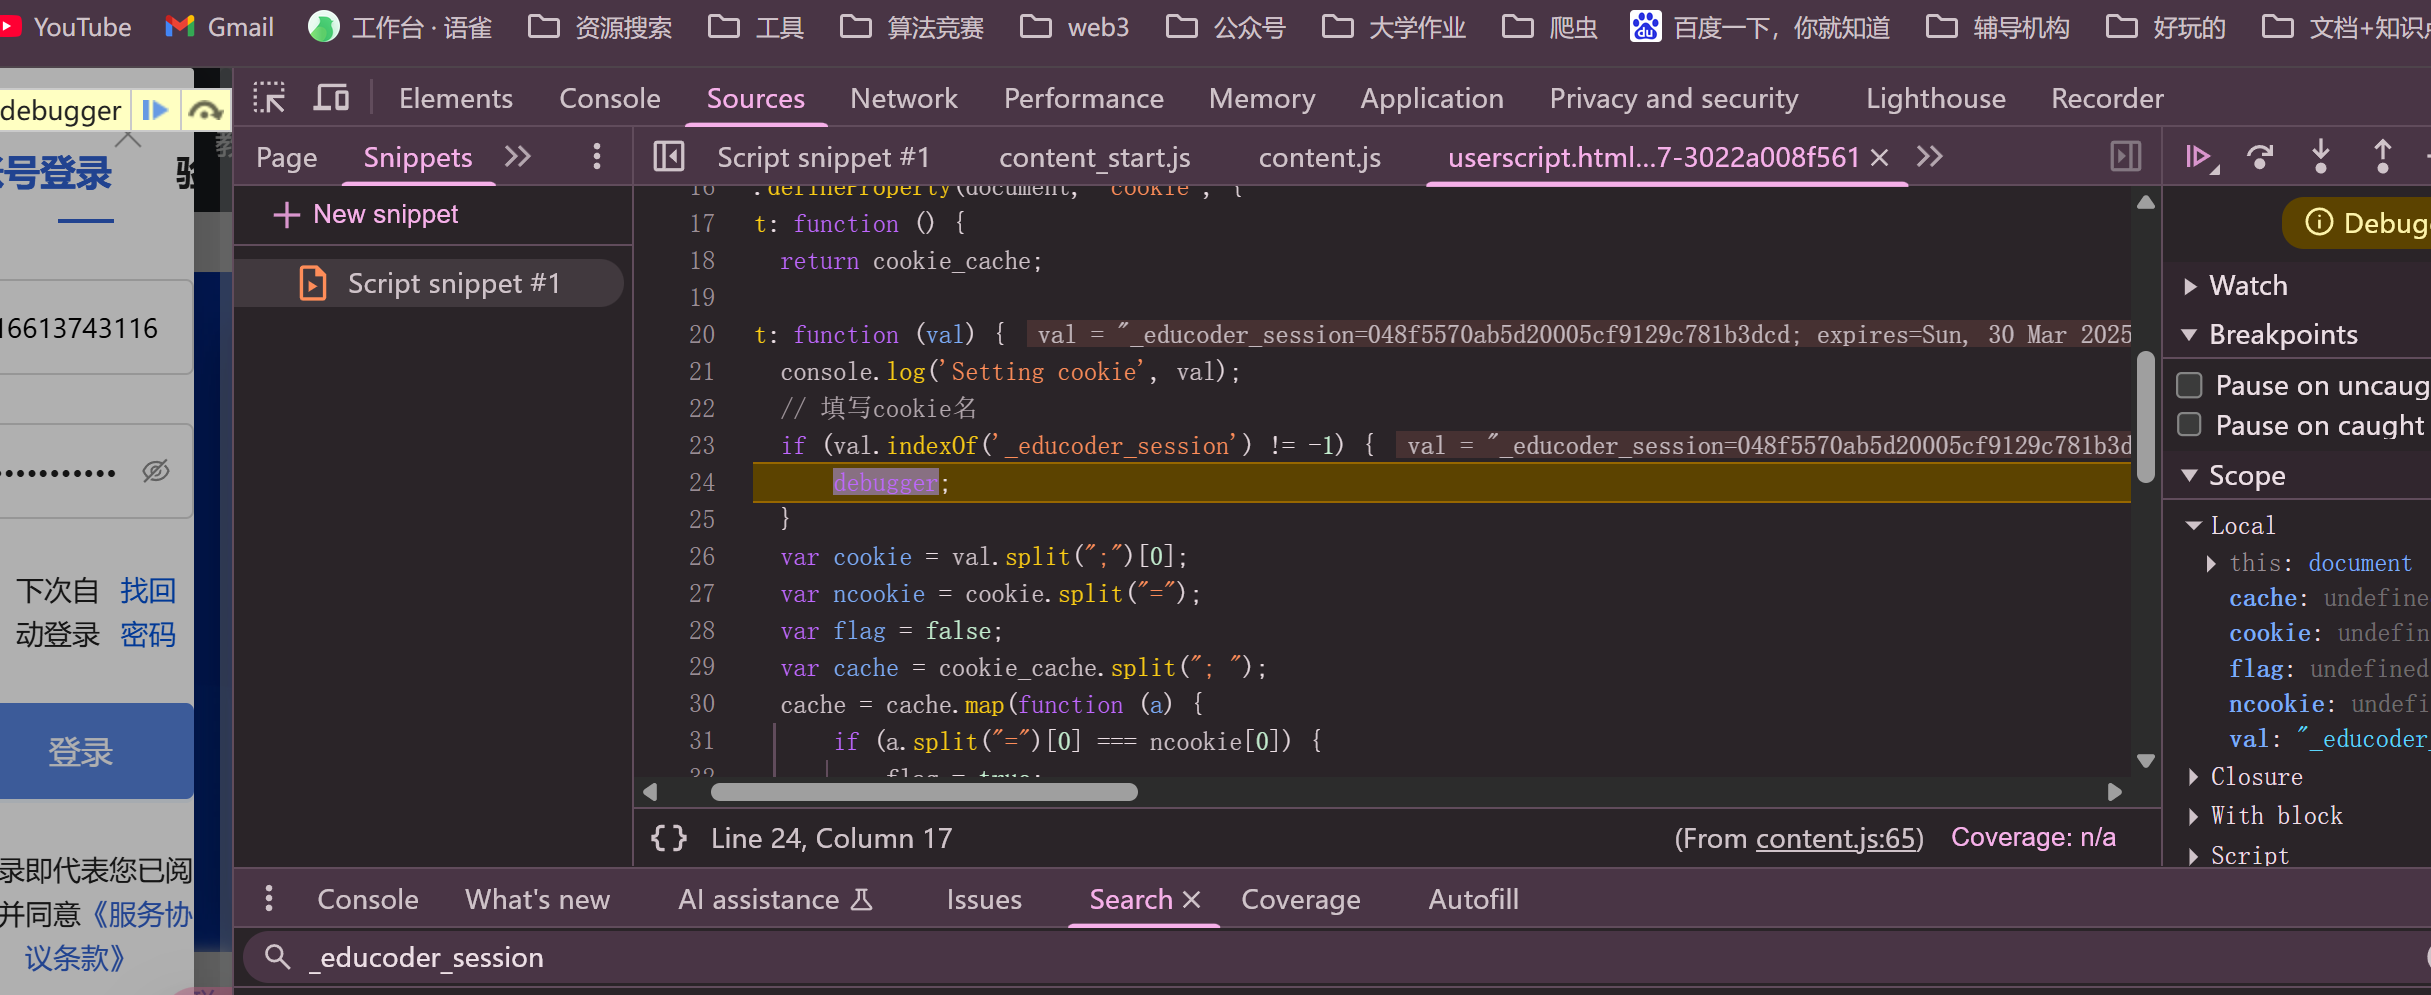 YouTube Gmail 工作台 · 语雀 资源搜索 工具 算法竞赛 web3 公众号 大学作业 爬虫 百度一下，你就知道 辅导机构 好玩的 文档+知识
debugger
Elements Console Sources Network Performance Memory Application Privacy and security Lighthouse Recorder
Page Snippets
Script snippet #1 content_start.js content.js userscript.html...7-3022a008f561
号登录
New snippet
Script snippet #1
16613743116
下次自
动登录
找回
密码
登录
录即代表您已阅
并同意《服务协
议条款》
16 .defineProperty(document, 'cookie', {
17 t: function () {
18 return cookie_cache;
19
20 t: function (val) { val = "_educoder_session=048f5570ab5d20005cf9129c781b3dcd; expires=Sun, 30 Mar 2025
21 console.log('Setting cookie', val);
22 // 填写cookie名
23 if (val.indexOf('_educoder_session') != -1) { val = "_educoder_session=048f5570ab5d20005cf9129c781b3d
24 debugger;
25 }
26 var cookie = val.split(";")[0];
27 var ncookie = cookie.split("=");
28 var flag = false;
29 var cache = cookie_cache.split("; ");
30 cache = cache.map(function (a) {
31 if (a.split("=")[0] === ncookie[0]) {
32 flag = true;
{} Line 24, Column 17 (From content.js:65) Coverage: n/a
Debug
Watch
Breakpoints
Pause on uncaug
Pause on caught
Scope
Local
this: document
cache: undefine
cookie: undefin
flag: undefined
ncookie: undefi
val: "_educoder_
Closure
With block
Script
Console What's new AI assistance Issues Search Coverage Autofill
_educoder_session